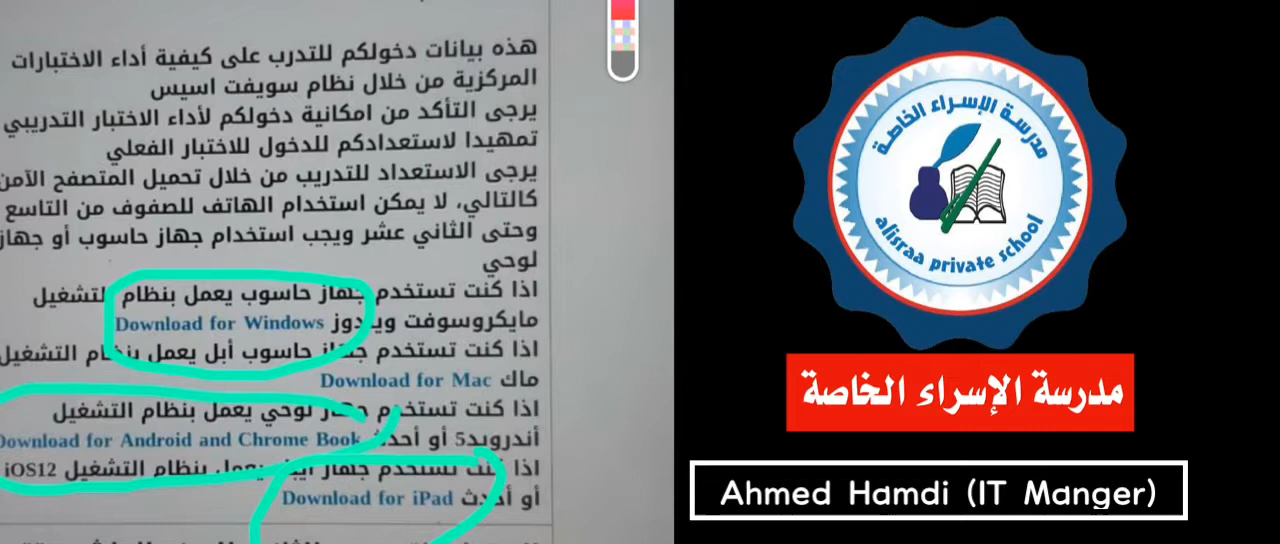 هذه بيانات دخولكم للتدرب على كيفية أداء الاختبارات
المركزية من خلال نظام سويفت اسيس
يرجى التأكد من امكانية دخولكم لأداء الاختبار التدريبي
تمهيدا لاستعدادكم للدخول للاختبار الفعلي
يرجى الاستعداد للتدريب من خلال تحميل المتصفح الآمن
كالتالي، لا يمكن استخدام الهاتف للصفوف من التاسع
وحتى الثاني عشر ويجب استخدام جهاز حاسوب أو جهاز
لوحي
اذا كنت تستخدم جهاز حاسوب يعمل بنظام التشغيل
مايكروسوفت ويندوز Download for Windows
اذا كنت تستخدم جهاز حاسوب أبل يعمل بنظام التشغيل
ماك Download for Mac
اذا كنت تستخدم جهاز لوحي يعمل بنظام التشغيل
أندرويد5 أو أحدث Download for Android and Chrome Book
اذا كنت تستخدم جهاز آيباد يعمل بنظام التشغيل iOS12
أو أحدث Download for iPad
مدرسة الإسراء الخاصة
alisraa private school
مدرسة الإسراء الخاصة
Ahmed Hamdi (IT Manger)